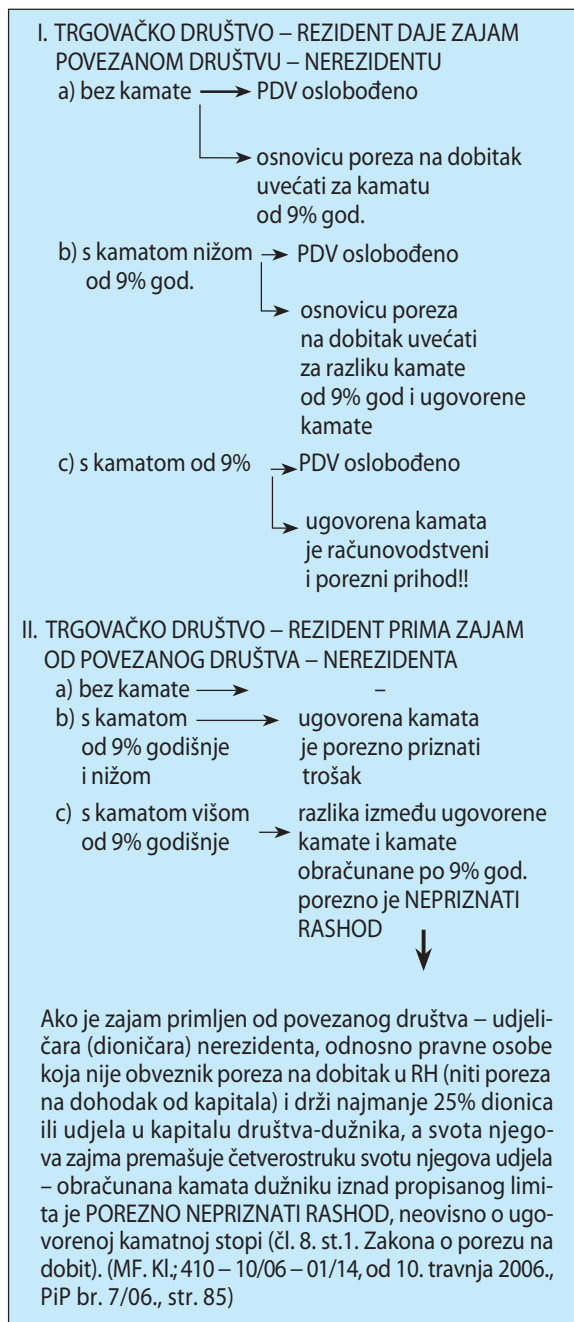 I. TRGOVAČKO DRUŠTVO – REZIDENT DAJE ZAJAM
POVEZANOM DRUŠTVU – NEREZIDENTU
a) bez kamate → PDV oslobođeno
osnovicu poreza na dobitak
uvećati za kamatu
od 9% god.
b) s kamatom nižom → PDV oslobođeno
od 9% god.
osnovicu poreza
na dobitak uvećati
za razliku kamate
od 9% god i ugovorene
kamate
c) s kamatom od 9% → PDV oslobođeno
ugovorena kamata
je računovodstveni
i porezni prihod!!
II. TRGOVAČKO DRUŠTVO – REZIDENT PRIMA ZAJAM
OD POVEZANOG DRUŠTVA – NEREZIDENTA
a) bez kamate → –
b) s kamatom → ugovorena kamata
od 9% godišnje je porezno priznati
i nižom trošak
c) s kamatom višom razlika između ugovorene
od 9% godišnje → kamate i kamate
obračunane po 9% god.
porezno je NEPRIZNATI
RASHOD
Ako je zajam primljen od povezanog društva – udjeli-
čara (dioničara) nerezidenta, odnosno pravne osobe
koja nije obveznik poreza na dobitak u RH (niti poreza
na dohodak od kapitala) i drži najmanje 25% dionica
ili udjela u kapitalu društva-dužnika, a svota njego-
va zajma premašuje četverostruku svotu njegova udjela
– obračunana kamata dužniku iznad propisanog limi-
ta je POREZNO NEPRIZNATI RASHOD, neovisno o ugo-
vorenoj kamatnoj stopi (čl. 8. st.1. Zakona o porezu na
dobit). (MF. Kl.; 410 – 10/06 – 01/14, od 10. travnja 2006.,
PiP br. 7/06., str. 85)